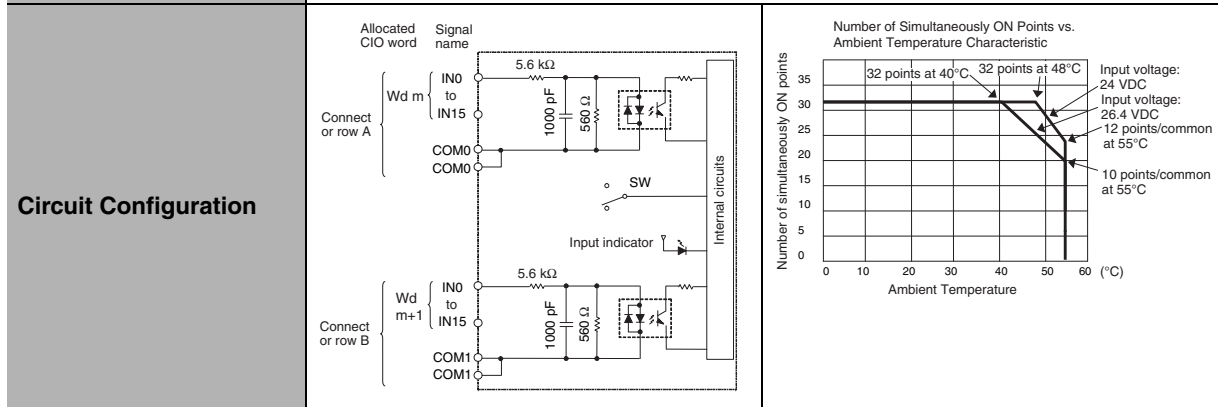 Circuit Configuration
Allocated
CIO word
Signal
name
Connect
or row A
Wd m
IN0
to
IN15
COM0
COM0
5.6 kΩ
1000 pF
560 Ω
SW
Input indicator
Internal circuits
Connect
or row B
Wd
m+1
IN0
to
IN15
COM1
COM1
5.6 kΩ
1000 pF
560 Ω
Number of Simultaneously ON Points vs.
Ambient Temperature Characteristic
Number of simultaneously ON points
35
30
25
20
15
10
5
0
32 points at 40°C
32 points at 48°C
Input voltage:
24 VDC
Input voltage:
26.4 VDC
12 points/common
at 55°C
10 points/common
at 55°C
0 10 20 30 40 50 60 (°C)
Ambient Temperature